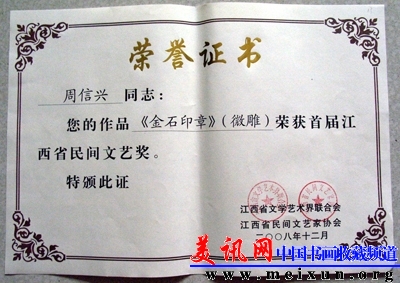 荣誉证书
周信兴 同志：
您的作品《金石印章》（微雕）荣获首届江
西省民间文艺奖。
特颁此证
江西省文学艺术界联合会
江西省民间文艺家协会
二〇〇八年十二月
美讯网 中国书画收藏频道
www.meixun.org